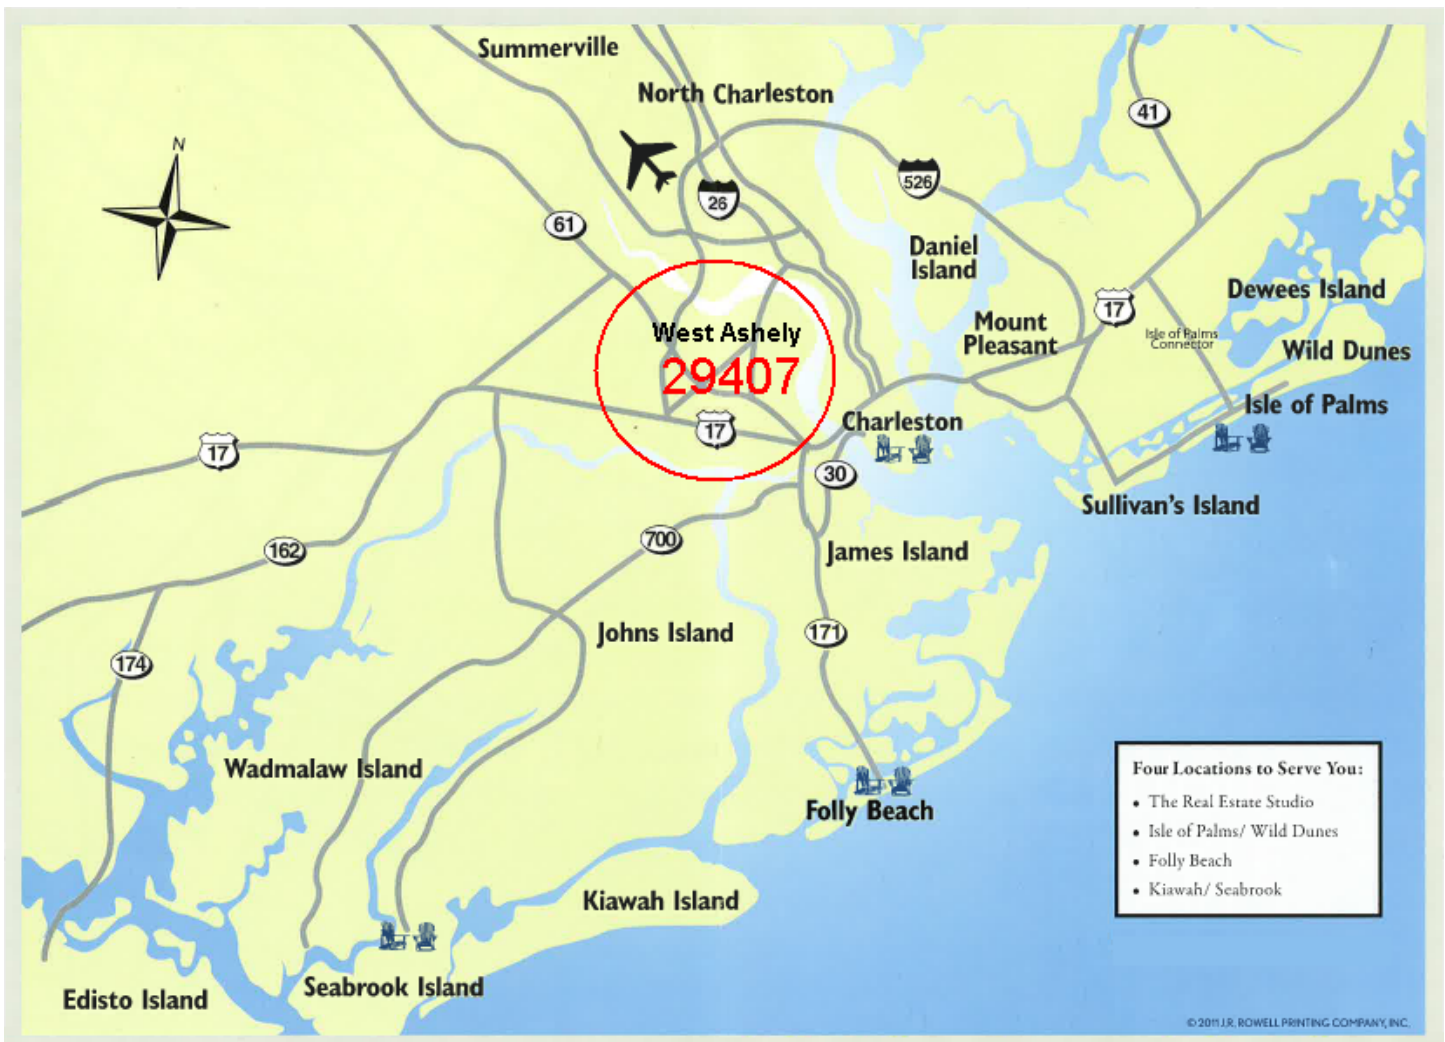 Summerville
North Charleston
N
41
526
26
61
Daniel
Island
Dewees Island
17
Mount
Pleasant
Isle of Palms
Connector
West Ashely
29407
Wild Dunes
Isle of Palms
Charleston
17
17
30
Sullivan's Island
700
162
James Island
Johns Island
171
174
Wadmalaw Island
Folly Beach
Four Locations to Serve You:
• The Real Estate Studio
• Isle of Palms/ Wild Dunes
• Folly Beach
• Kiawah/ Seabrook
Kiawah Island
Seabrook Island
Edisto Island
© 2011 J.R. ROWELL PRINTING COMPANY, INC.